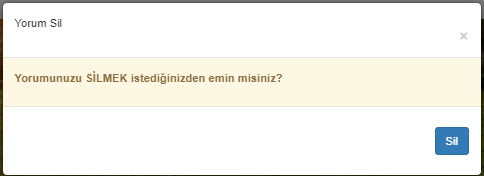 Yorum Sil
×
Yorumunuzu SİLMEK istediğinizden emin misiniz?
Sil